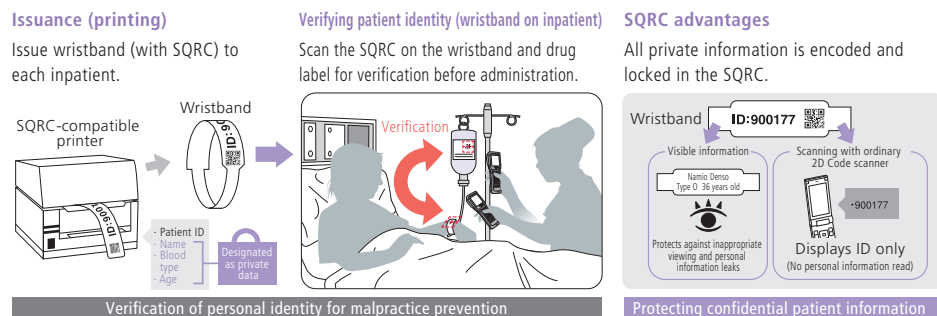 Issuance (printing)
Issue wristband (with SQRC) to
each inpatient.
SQRC-compatible
printer
Wristband
ID:9
ID:900
· Patient ID
· Name
· Blood
type
· Age
Designated
as private
data
Verifying patient identity (wristband on inpatient)
Scan the SQRC on the wristband and drug
label for verification before administration.
Verification
Verification of personal identity for malpractice prevention
SQRC advantages
All private information is encoded and
locked in the SQRC.
Wristband
ID:900177
Visible information
Namio Denso
Type O 36 years old
Protects against inappropriate
viewing and personal
information leaks
Scanning with ordinary
2D Code scanner
·900177
Displays ID only
(No personal information read)
Protecting confidential patient information